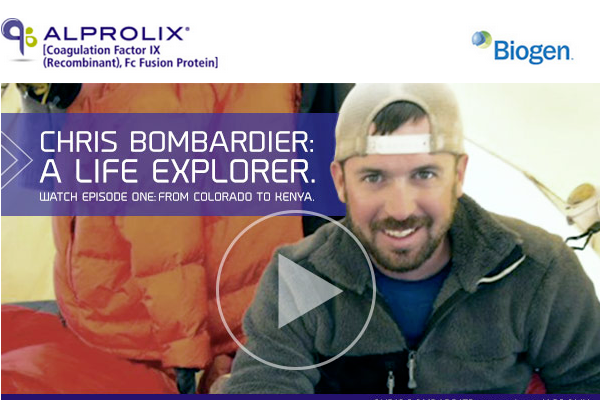 ALPROLIX®
[Coagulation Factor IX
(Recombinant), Fc Fusion Protein]
Biogen.
CHRIS BOMBARDIER:
A LIFE EXPLORER.
WATCH EPISODE ONE: FROM COLORADO TO KENYA.